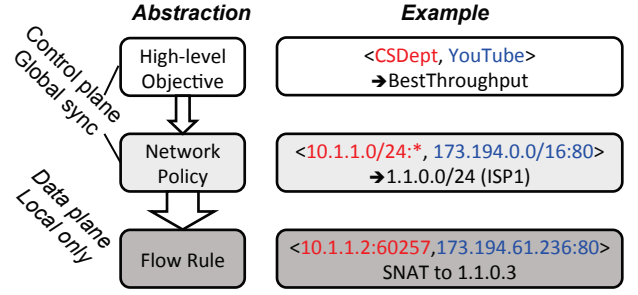 Abstraction
Example
Control plane
Global sync
High-level
Objective
<CSDept, YouTube>
➔BestThroughput
Network
Policy
<10.1.1.0/24:*, 173.194.0.0/16:80>
➔1.1.0.0/24 (ISP1)
Data plane
Local only
Flow Rule
<10.1.1.2:60257,173.194.61.236:80>
SNAT to 1.1.0.3